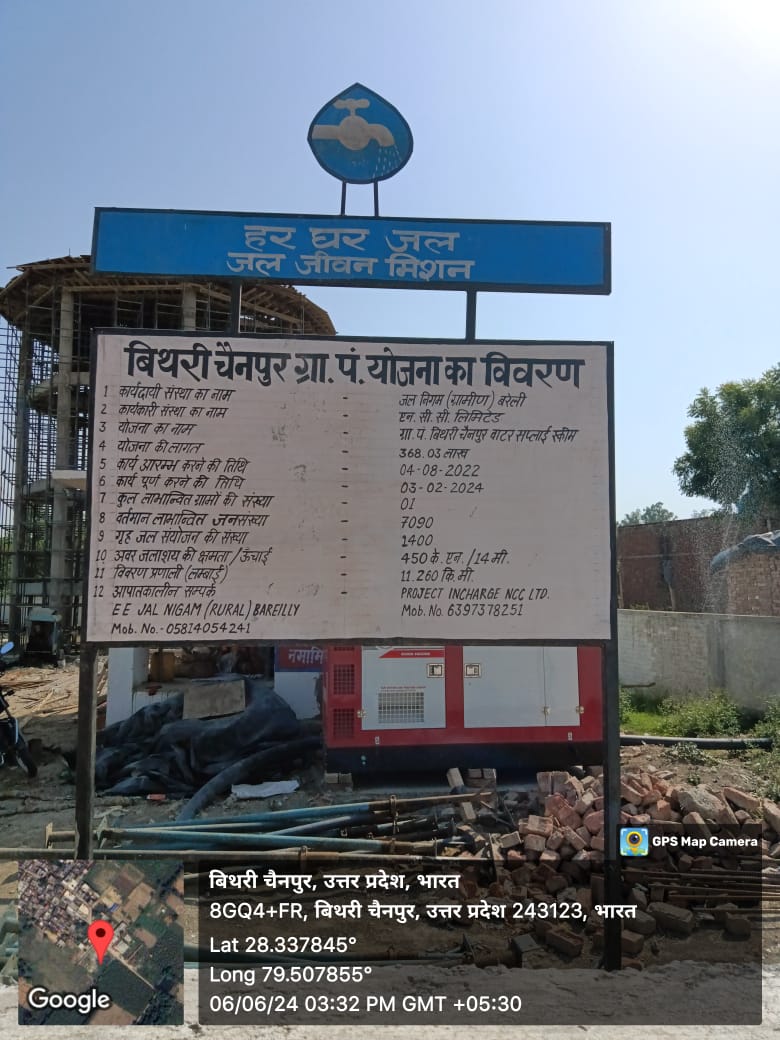 हर घर जल
जल जीवन मिशन
बिथरी चैनपुर ग्रा. पं. योजना का विवरण
1 कार्यदायी संस्था का नाम - जल निगम (ग्रामीण) बरेली
2 कार्यकारी संस्था का नाम - एन. सी. सी. लिमिटेड
3 योजना का नाम - ग्रा. पं. बिथरी चैनपुर वाटर सप्लाई स्कीम
4 योजना की लागत - 368.03 लाख
5 कार्य आरम्भ करने की तिथि - 04-08-2022
6 कार्य पूर्ण करने की तिथि - 03-02-2024
7 कुल लाभान्वित ग्रामों की संख्या - 01
8 वर्तमान लाभान्वित जनसंख्या - 7090
9 गृह जल संयोजन की संख्या - 1400
10 अवर जलाशय की क्षमता/ऊँचाई - 450 के. एल. /14 मी.
11 वितरण प्रणाली (लम्बाई) - 11.260 कि. मी.
12 आपातकालीन सम्पर्क - PROJECT INCHARGE NCC LTD.
EE JAL NIGAM (RURAL) BAREILLY Mob. No. 6397378251
Mob. No.- 05814054241
नमामि
GPS Map Camera
बिथरी चैनपुर, उत्तर प्रदेश, भारत
8GQ4+FR, बिथरी चैनपुर, उत्तर प्रदेश 243123, भारत
Lat 28.337845°
Long 79.507855°
06/06/24 03:32 PM GMT +05:30
Google